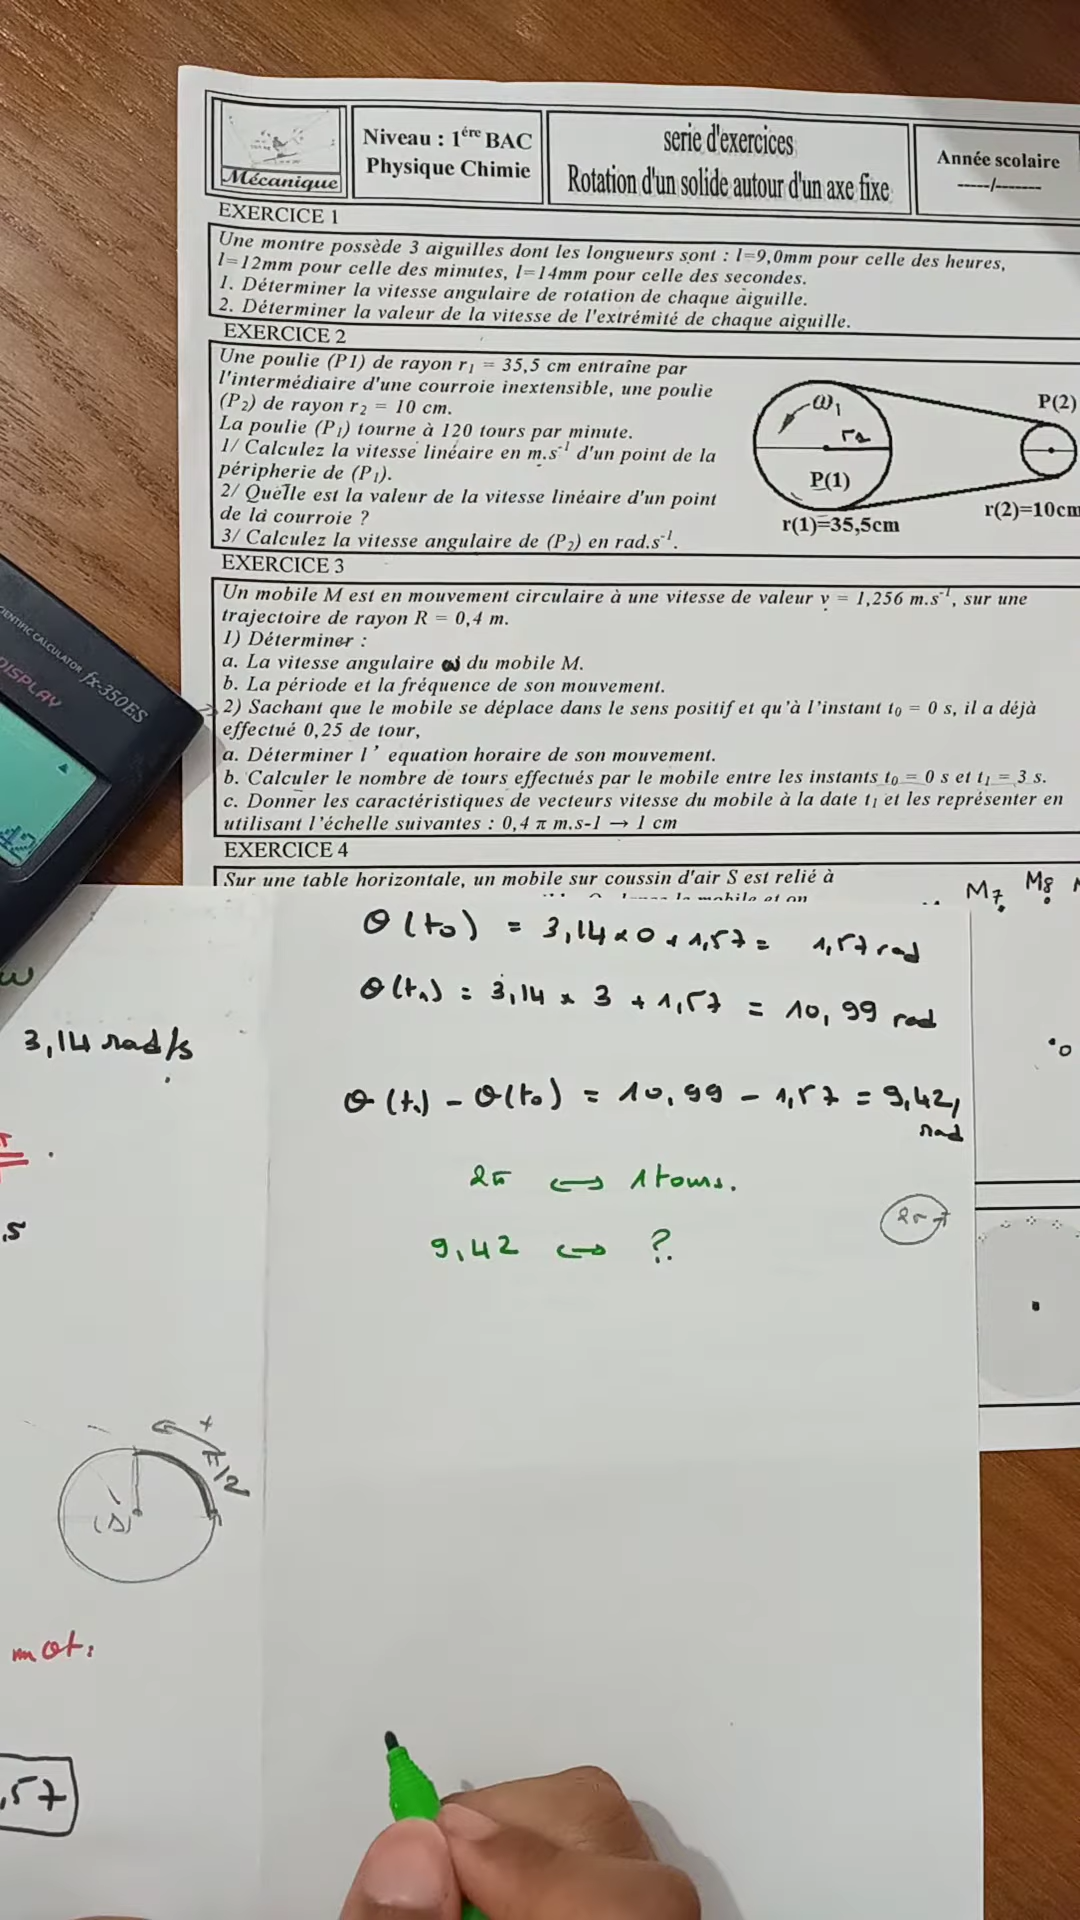 Mécanique
Niveau : 1ére BAC
Physique Chimie
serie d'exercices
Rotation d'un solide autour d'un axe fixe
Année scolaire
-----/-------
EXERCICE 1
Une montre possède 3 aiguilles dont les longueurs sont : l=9,0mm pour celle des heures,
l=12mm pour celle des minutes, l=14mm pour celle des secondes.
1. Déterminer la vitesse angulaire de rotation de chaque aiguille.
2. Déterminer la valeur de la vitesse de l'extrémité de chaque aiguille.
EXERCICE 2
Une poulie (P1) de rayon r1 = 35,5 cm entraîne par
l'intermédiaire d'une courroie inextensible, une poulie
(P2) de rayon r2 = 10 cm.
La poulie (P1) tourne à 120 tours par minute.
1/ Calculez la vitesse linéaire en m.s-1 d'un point de la
péripherie de (P1).
2/ Quelle est la valeur de la vitesse linéaire d'un point
de la courroie ?
3/ Calculez la vitesse angulaire de (P2) en rad.s-1.
ω1
P(1)
r(1)=35,5cm
P(2)
r(2)=10cm
EXERCICE 3
Un mobile M est en mouvement circulaire à une vitesse de valeur v = 1,256 m.s-1, sur une
trajectoire de rayon R = 0,4 m.
1) Déterminer :
a. La vitesse angulaire ω du mobile M.
b. La période et la fréquence de son mouvement.
2) Sachant que le mobile se déplace dans le sens positif et qu'à l'instant t0 = 0 s, il a déjà
effectué 0,25 de tour,
a. Déterminer l' equation horaire de son mouvement.
b. Calculer le nombre de tours effectués par le mobile entre les instants t0 = 0 s et t1 = 3 s.
c. Donner les caractéristiques de vecteurs vitesse du mobile à la date t1 et les représenter en
utilisant l'échelle suivantes : 0,4 π m.s-1 → 1 cm
EXERCICE 4
Sur une table horizontale, un mobile sur coussin d'air S est relié à
M7
M8
SCIENTIFIC CALCULATOR fx-350ES
DISPLAY
42
θ(t0) = 3,14×0+1,57= 1,57 rad
θ(t1) = 3,14 × 3 + 1,57 = 10,99 rad
θ(t1) - θ(t0) = 10,99 - 1,57 = 9,42,
rad
2π ↔ 1 tours.
9,42 ↔ ?
ω
3,14 rad/s
,5
+
π/2
(Δ)
mot:
,57